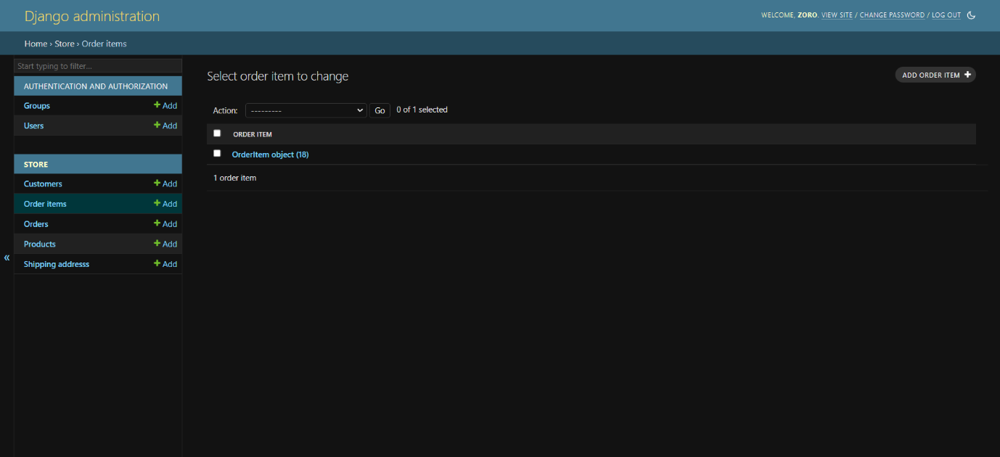 Django administration
WELCOME, ZORO. VIEW SITE / CHANGE PASSWORD / LOG OUT
Home › Store › Order items
Start typing to filter...
AUTHENTICATION AND AUTHORIZATION
Groups + Add
Users + Add
STORE
Customers + Add
Order items + Add
Orders + Add
Products + Add
Shipping addresss + Add
«
Select order item to change
ADD ORDER ITEM +
Action: --------- Go 0 of 1 selected
ORDER ITEM
OrderItem object (18)
1 order item